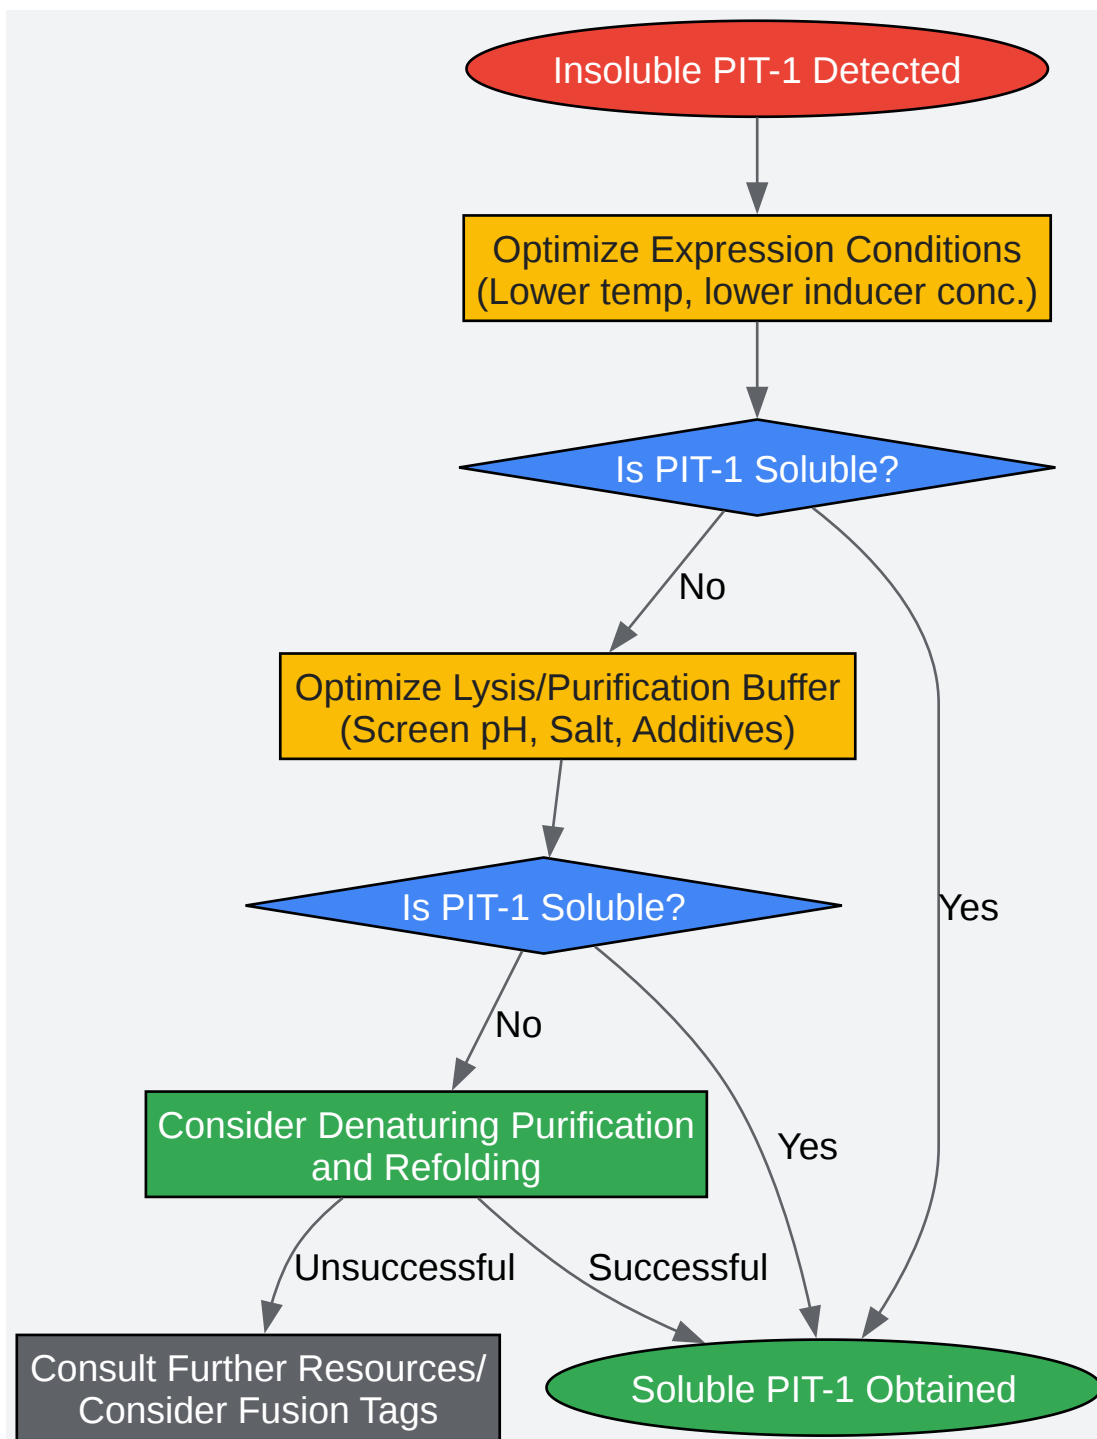 Insoluble PIT-1 Detected
Optimize Expression Conditions
(Lower temp, lower inducer conc.)
Is PIT-1 Soluble?
No
Optimize Lysis/Purification Buffer
(Screen pH, Salt, Additives)
Is PIT-1 Soluble?
Yes
No
Consider Denaturing Purification
and Refolding
Yes
Unsuccessful
Successful
Consult Further Resources/
Consider Fusion Tags
Soluble PIT-1 Obtained